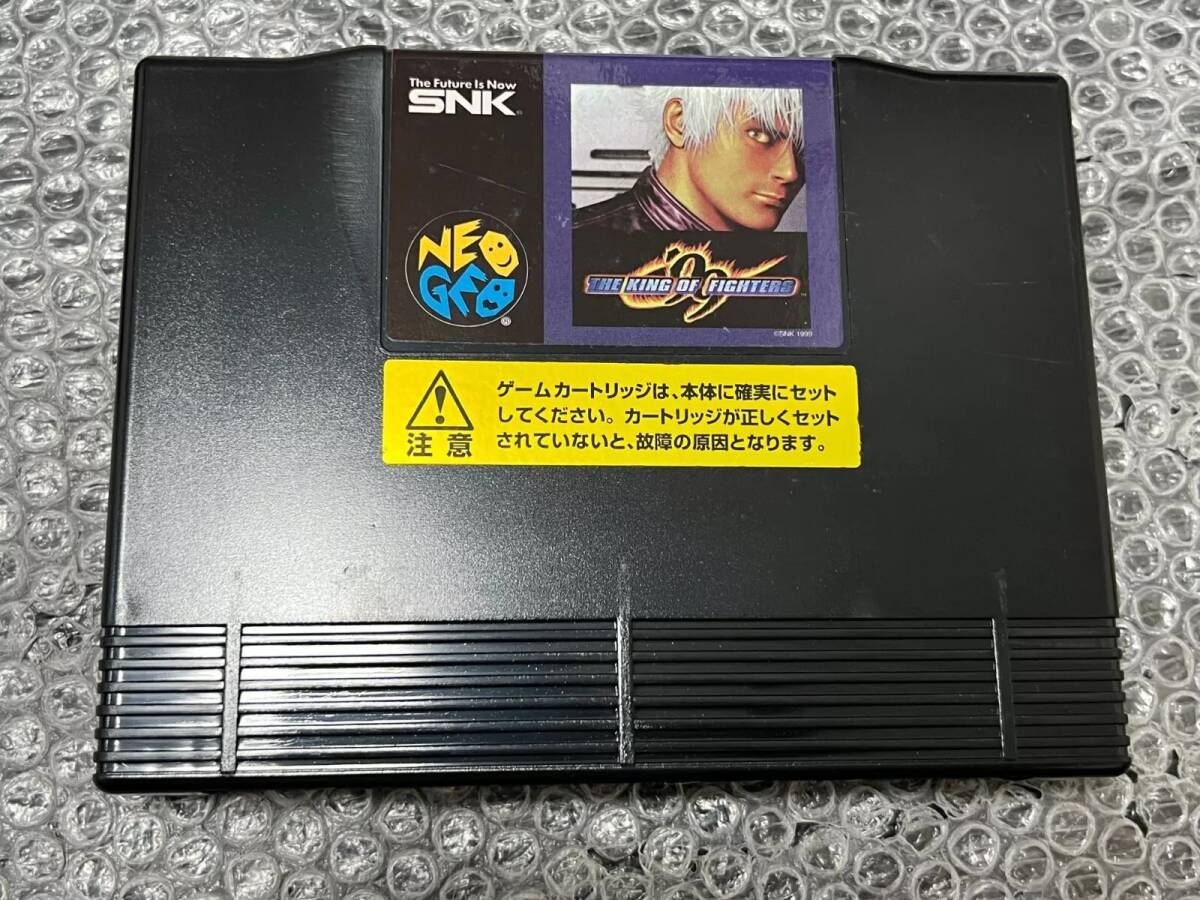 The Future Is Now
SNK®
NEO
GEO®
'99
THE KING OF FIGHTERS™
©SNK 1999
注意
ゲームカートリッジは、本体に確実にセット
してください。カートリッジが正しくセット
されていないと、故障の原因となります。